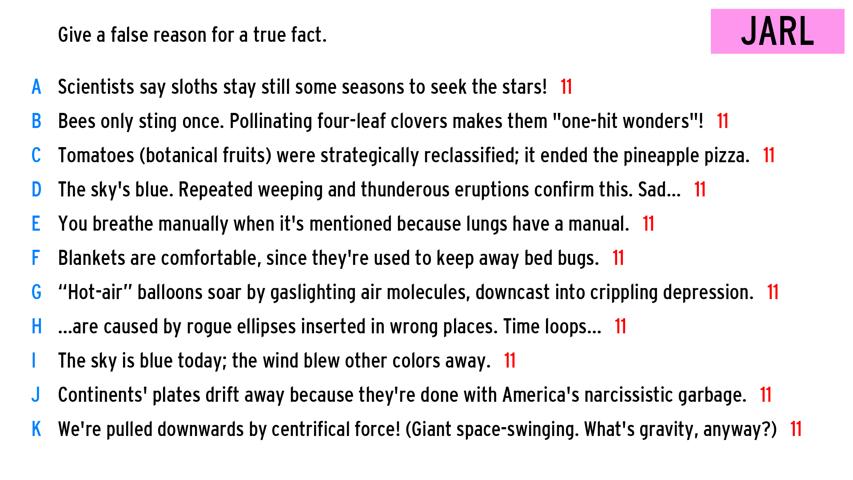 Give a false reason for a true fact.
JARL
A Scientists say sloths stay still some seasons to seek the stars! 11
B Bees only sting once. Pollinating four-leaf clovers makes them "one-hit wonders"! 11
C Tomatoes (botanical fruits) were strategically reclassified; it ended the pineapple pizza. 11
D The sky's blue. Repeated weeping and thunderous eruptions confirm this. Sad... 11
E You breathe manually when it's mentioned because lungs have a manual. 11
F Blankets are comfortable, since they're used to keep away bed bugs. 11
G “Hot-air” balloons soar by gaslighting air molecules, downcast into crippling depression. 11
H ...are caused by rogue ellipses inserted in wrong places. Time loops... 11
I The sky is blue today; the wind blew other colors away. 11
J Continents' plates drift away because they're done with America's narcissistic garbage. 11
K We're pulled downwards by centrifical force! (Giant space-swinging. What's gravity, anyway?) 11